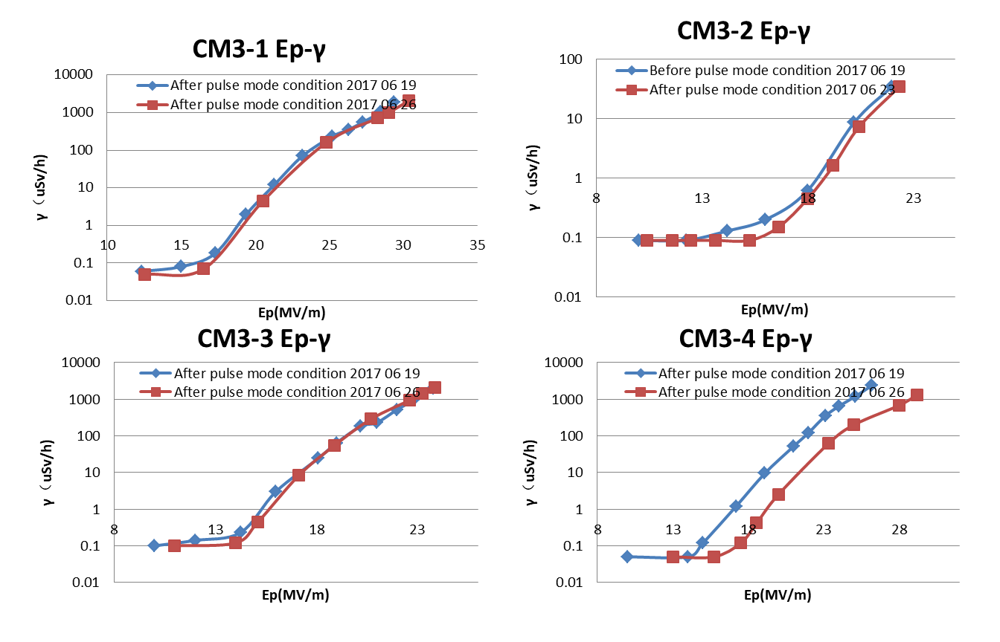 CM3-1 Ep-γ
10000
1000
100
10
1
0.1
0.01
10 15 20 25 30 35
γ（uSv/h)
Ep(MV/m)
After pulse mode condition 2017 06 19
After pulse mode condition 2017 06 26
CM3-2 Ep-γ
100
10
1
0.1
0.01
8 13 18 23
γ（uSv/h)
Ep(MV/m)
Before pulse mode condition 2017 06 19
After pulse mode condition 2017 06 23
CM3-3 Ep-γ
10000
1000
100
10
1
0.1
0.01
8 13 18 23
γ（uSv/h)
Ep(MV/m)
After pulse mode condition 2017 06 19
After pulse mode condition 2017 06 26
CM3-4 Ep-γ
10000
1000
100
10
1
0.1
0.01
8 13 18 23 28
γ（uSv/h)
Ep(MV/m)
After pulse mode condition 2017 06 19
After pulse mode condition 2017 06 26